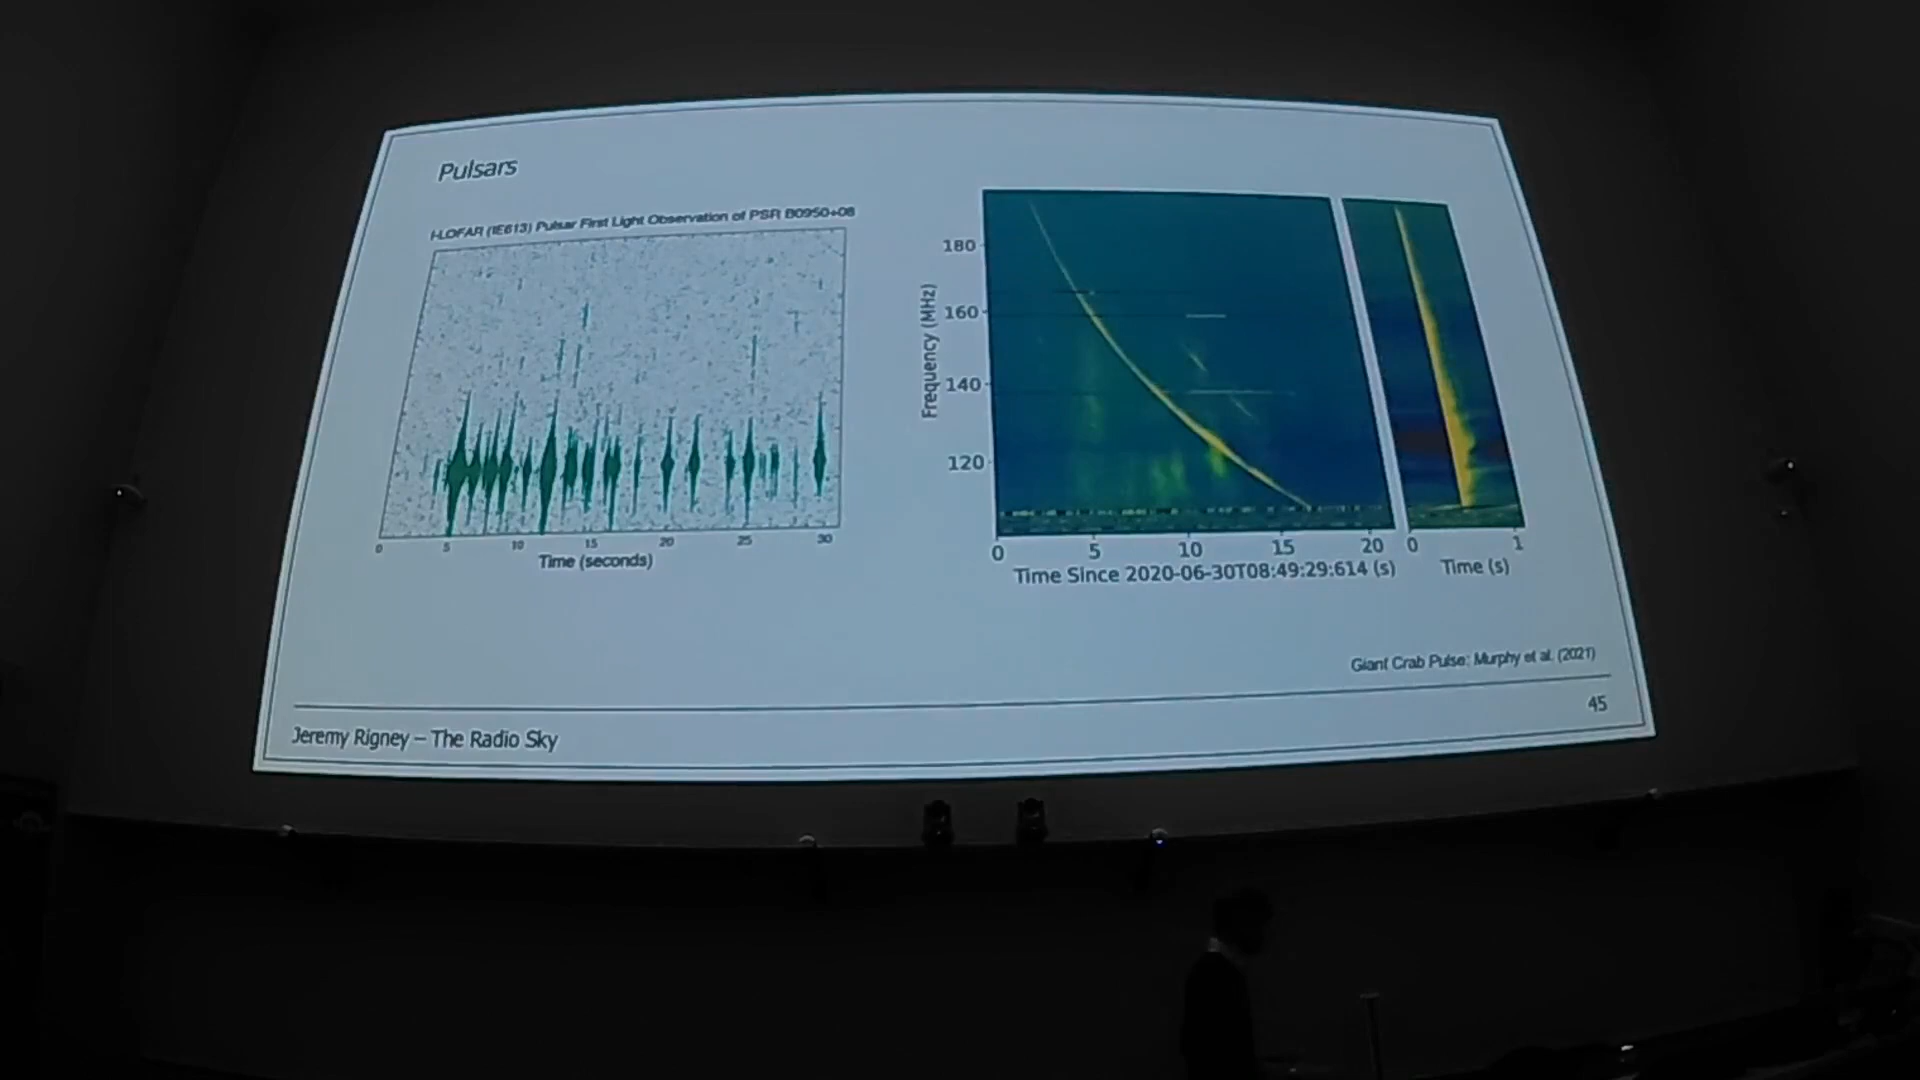 Pulsars
I-LOFAR (IE613) Pulsar First Light Observation of PSR B0950+08
0 5 10 15 20 25 30
Time (seconds)
Frequency (MHz)
180
160
140
120
0 5 10 15 20
Time Since 2020-06-30T08:49:29:614 (s)
0 1
Time (s)
Giant Crab Pulse: Murphy et al. (2021)
45
Jeremy Rigney – The Radio Sky